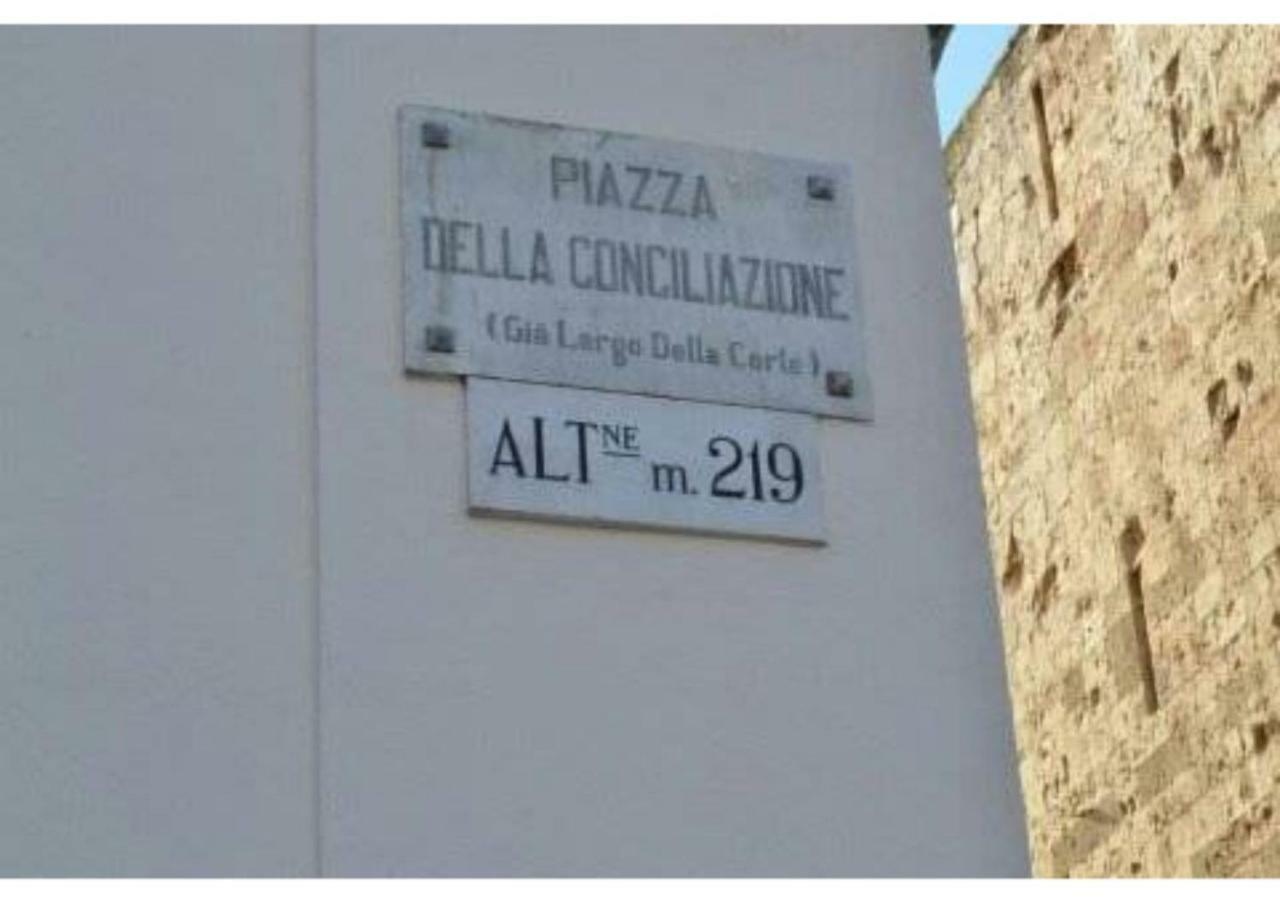 PIAZZA
DELLA CONCILIAZIONE
(Già Largo Della Corte)
ALTNE m. 219